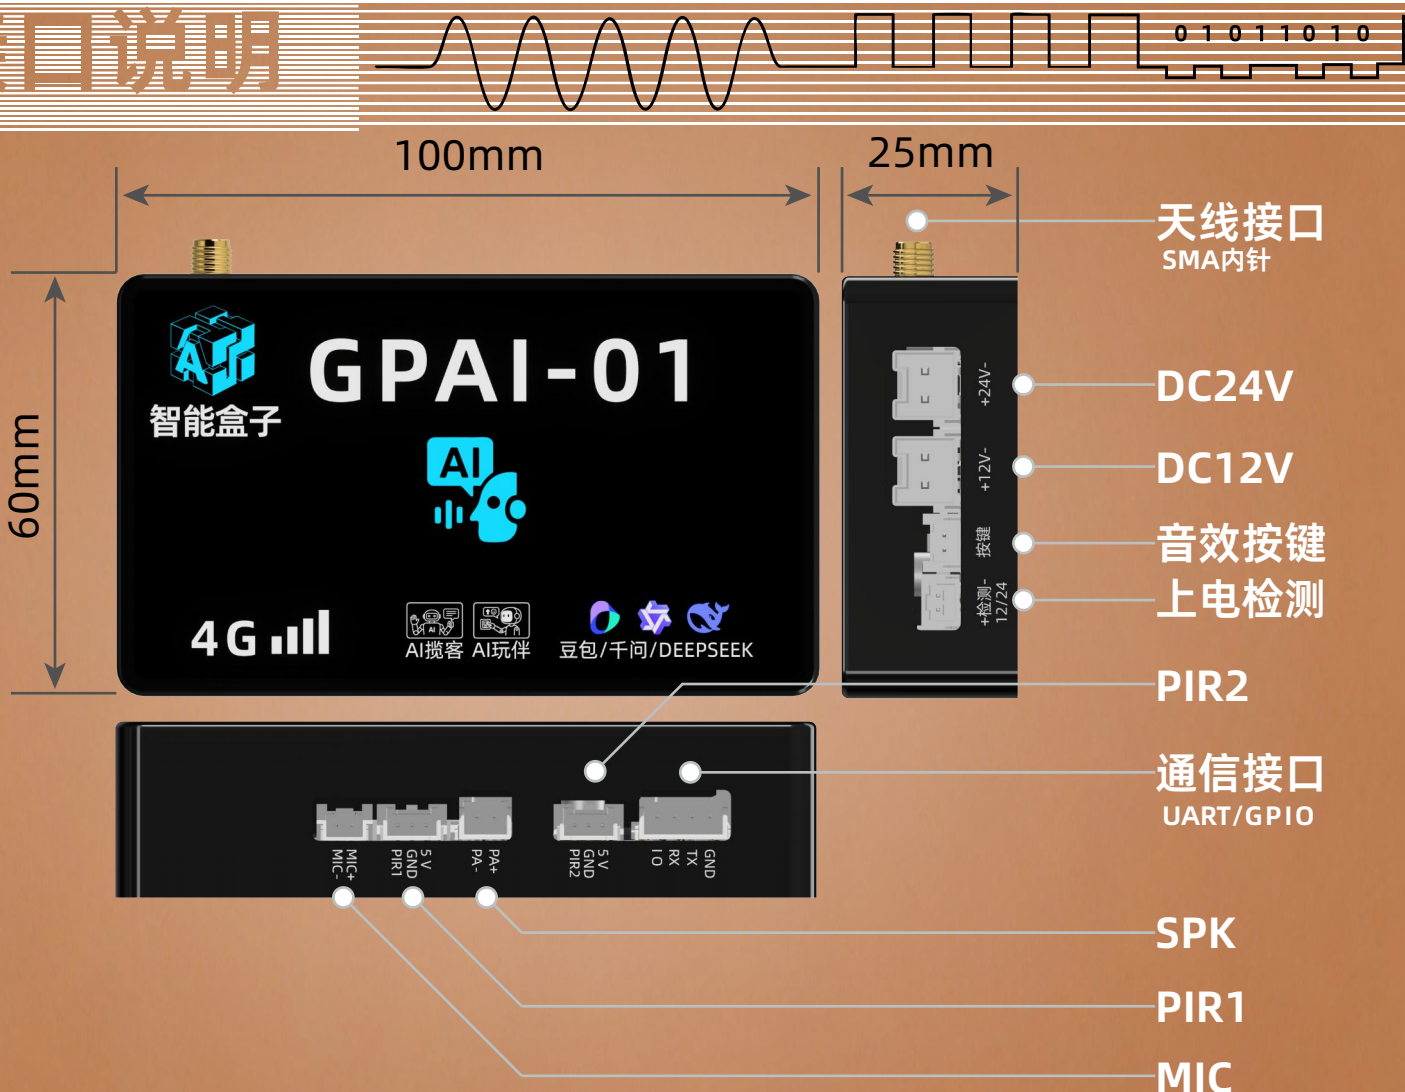 口说明
01011010
100mm
25mm
60mm
天线接口
SMA内针
智能盒子
GPAI-01
AI
4G
AI
AI揽客 AI玩伴
豆包/千问/DEEPSEEK
+24V-
+12V-
按键
+检测-
12/24
DC24V
DC12V
音效按键
上电检测
PIR2
通信接口
UART/GPIO
MIC-
MIC+
PIR1
GND
5V
PA-
PA+
PIR2
GND
5V
IO
RX
TX
GND
SPK
PIR1
MIC